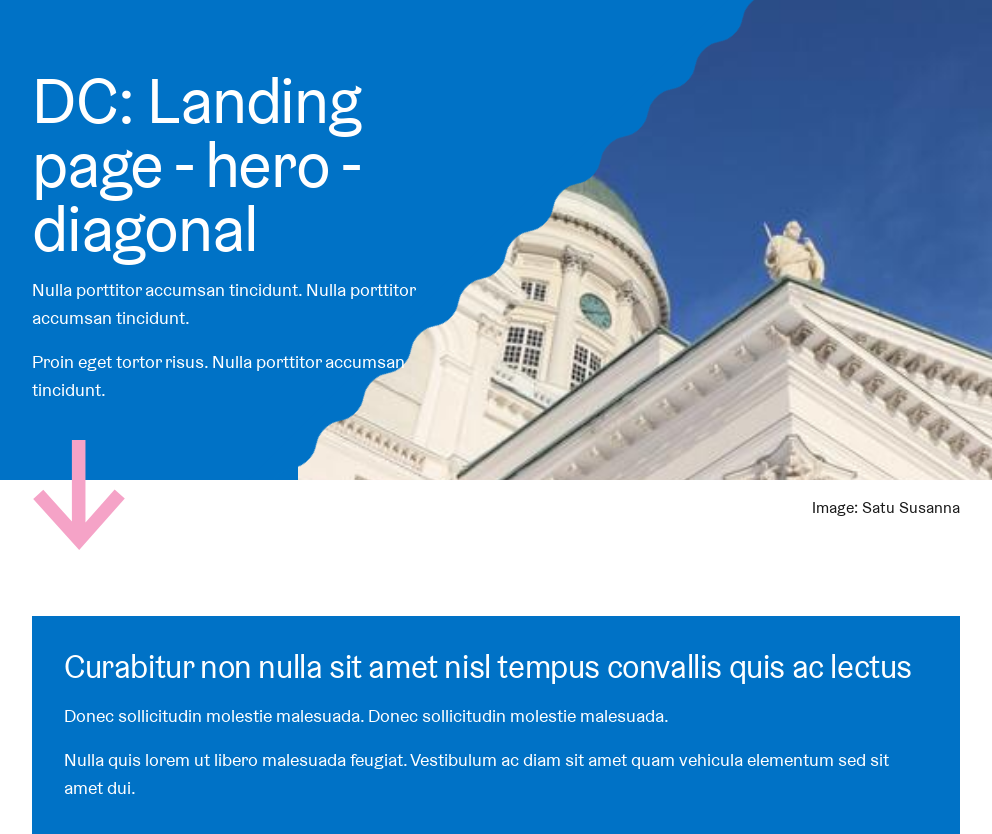 DC: Landing
page - hero -
diagonal
Nulla porttitor accumsan tincidunt. Nulla porttitor
accumsan tincidunt.
Proin eget tortor risus. Nulla porttitor accumsan
tincidunt.
Image: Satu Susanna
Curabitur non nulla sit amet nisl tempus convallis quis ac lectus
Donec sollicitudin molestie malesuada. Donec sollicitudin molestie malesuada.
Nulla quis lorem ut libero malesuada feugiat. Vestibulum ac diam sit amet quam vehicula elementum sed sit
amet dui.